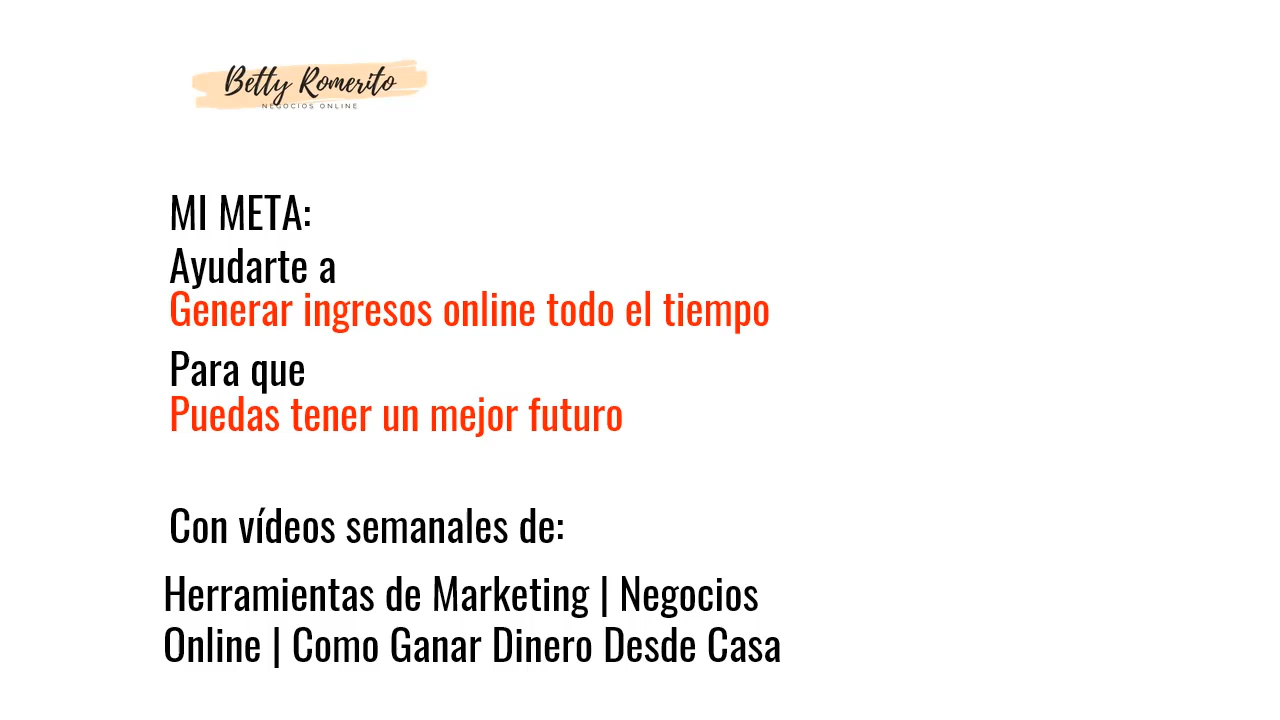 Betty Romerito
NEGOCIOS ONLINE
MI META:
Ayudarte a
Generar ingresos online todo el tiempo
Para que
Puedas tener un mejor futuro
Con vídeos semanales de:
Herramientas de Marketing | Negocios
Online | Como Ganar Dinero Desde Casa